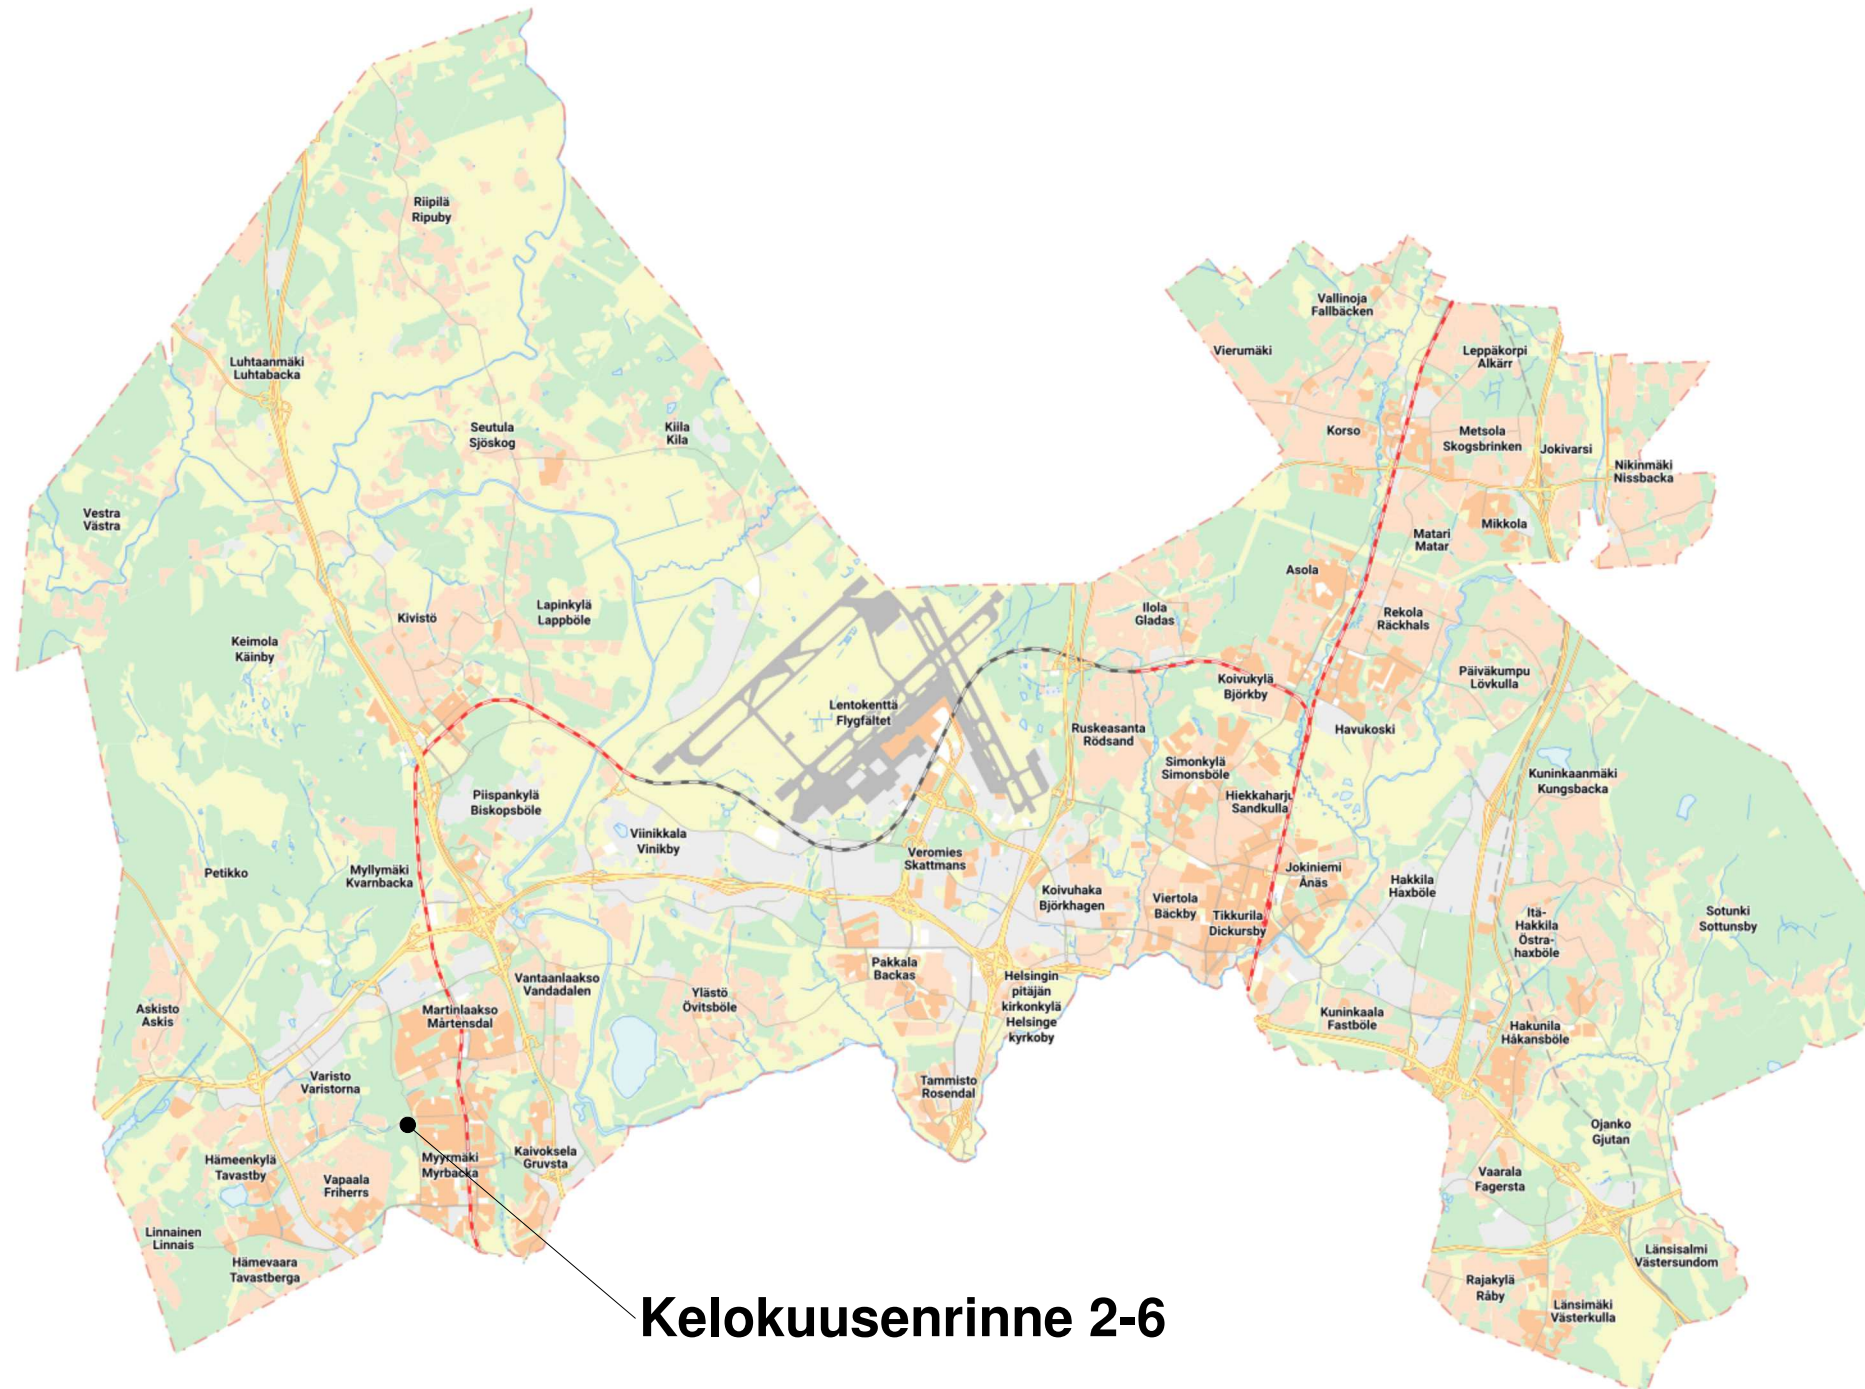 Riipilä
Ripuby
Vallinoja
Fallbäcken
Vierumäki
Leppäkorpi
Alkärr
Luhtaanmäki
Luhtabacka
Seutula
Sjöskog
Kiila
Kila
Korso
Metsola
Skogsbrinken
Jokivarsi
Nikinmäki
Nissbacka
Vestra
Västra
Mikkola
Matari
Matar
Asola
Kivistö
Lapinkylä
Lappböle
Ilola
Gladas
Rekola
Räckhals
Keimola
Käinby
Päiväkumpu
Lövkulla
Koivukylä
Björkby
Lentokenttä
Flygfältet
Ruskeasanta
Rödsand
Havukoski
Simonkylä
Simonsböle
Kuninkaanmäki
Kungsbacka
Piispankylä
Biskopsböle
Hiekkaharju
Sandkulla
Viinikkala
Vinikby
Veromies
Skattmans
Petikko
Myllymäki
Kvarnbacka
Jokiniemi
Ånäs
Hakkila
Haxböle
Koivuhaka
Björkhagen
Viertola
Bäckby
Tikkurila
Dickursby
Itä-
Hakkila
Östra-
haxböle
Sotunki
Sottunsby
Pakkala
Backas
Vantaanlaakso
Vandadalen
Ylästö
Övitsböle
Helsingin
pitäjän
kirkonkylä
Helsinge
kyrkoby
Askisto
Askis
Martinlaakso
Mårtensdal
Kuninkaala
Fastböle
Hakunila
Håkansböle
Varisto
Varistorna
Tammisto
Rosendal
Ojanko
Gjutan
Hämeenkylä
Tavastby
Vapaala
Friherrs
Myyrmäki
Myrbacka
Kaivoksela
Gruvsta
Vaarala
Fagersta
Linnainen
Linnais
Hämevaara
Tavastberga
Länsisalmi
Västersundom
Rajakylä
Råby
Länsimäki
Västerkulla
Kelokuusenrinne 2-6